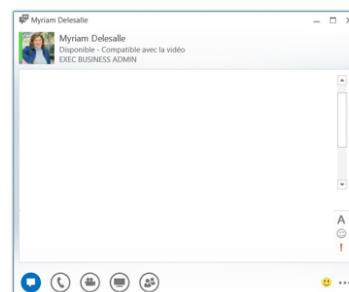 Myriam Delesalle
Myriam Delesalle
Disponible - Compatible avec la vidéo
EXEC BUSINESS ADMIN
A
!